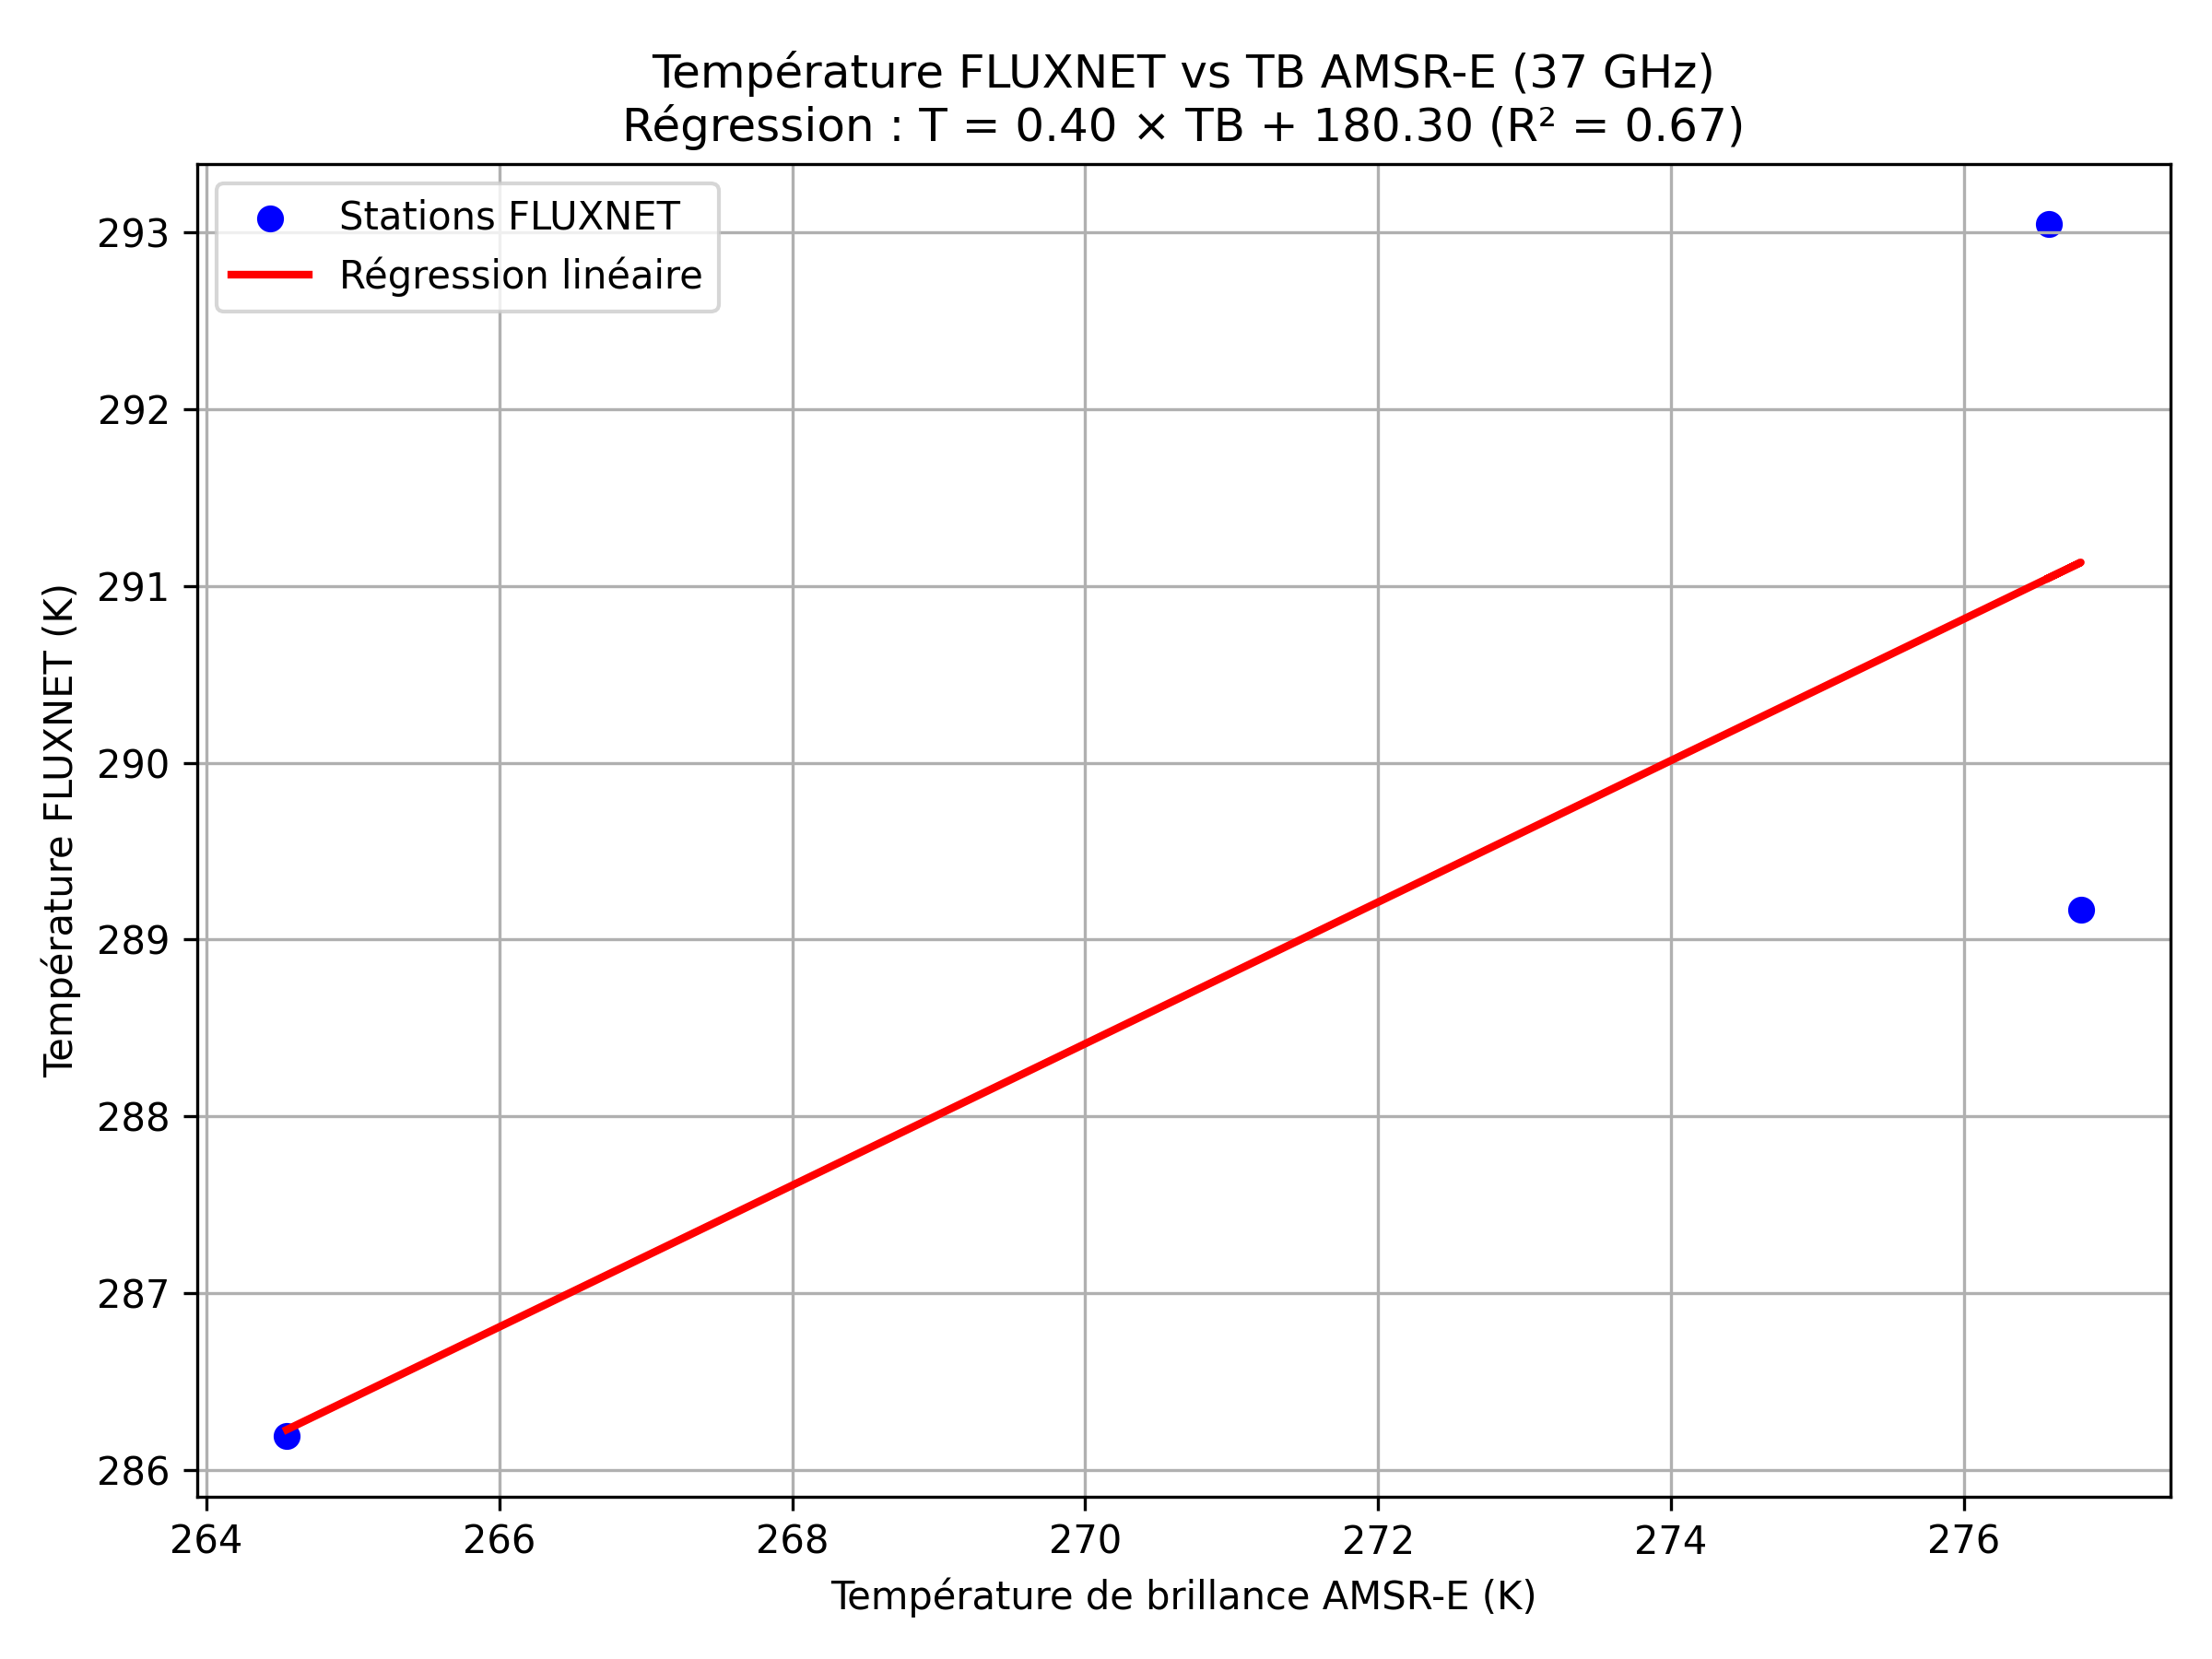 Température FLUXNET vs TB AMSR-E (37 GHz)
Régression : T = 0.40 × TB + 180.30 (R² = 0.67)
Stations FLUXNET
Régression linéaire
293
292
291
290
289
288
287
286
Température FLUXNET (K)
264 266 268 270 272 274 276
Température de brillance AMSR-E (K)